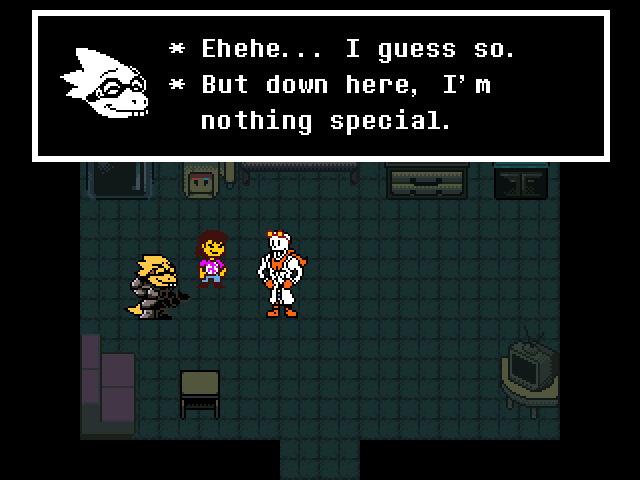 * Ehehe... I guess so.
* But down here, I'm
nothing special.